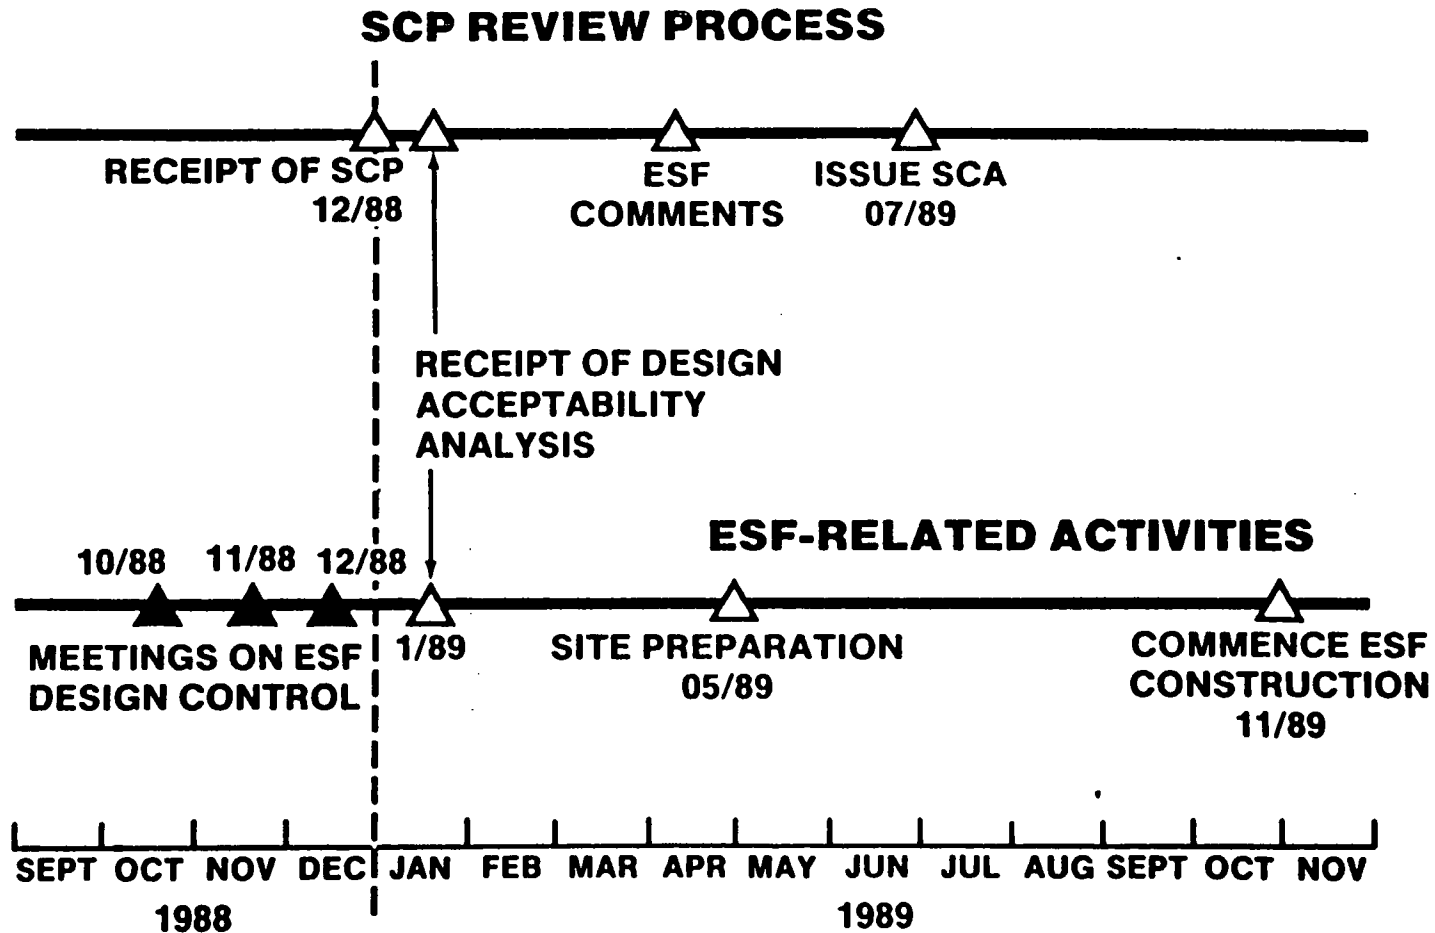 SCP REVIEW PROCESS
RECEIPT OF SCP
12/88
ESF
COMMENTS
ISSUE SCA
07/89
RECEIPT OF DESIGN
ACCEPTABILITY
ANALYSIS
ESF-RELATED ACTIVITIES
10/88 11/88 12/88
MEETINGS ON ESF
DESIGN CONTROL
1/89
SITE PREPARATION
05/89
COMMENCE ESF
CONSTRUCTION
11/89
SEPT OCT NOV DEC JAN FEB MAR APR MAY JUN JUL AUG SEPT OCT NOV
1988 1989